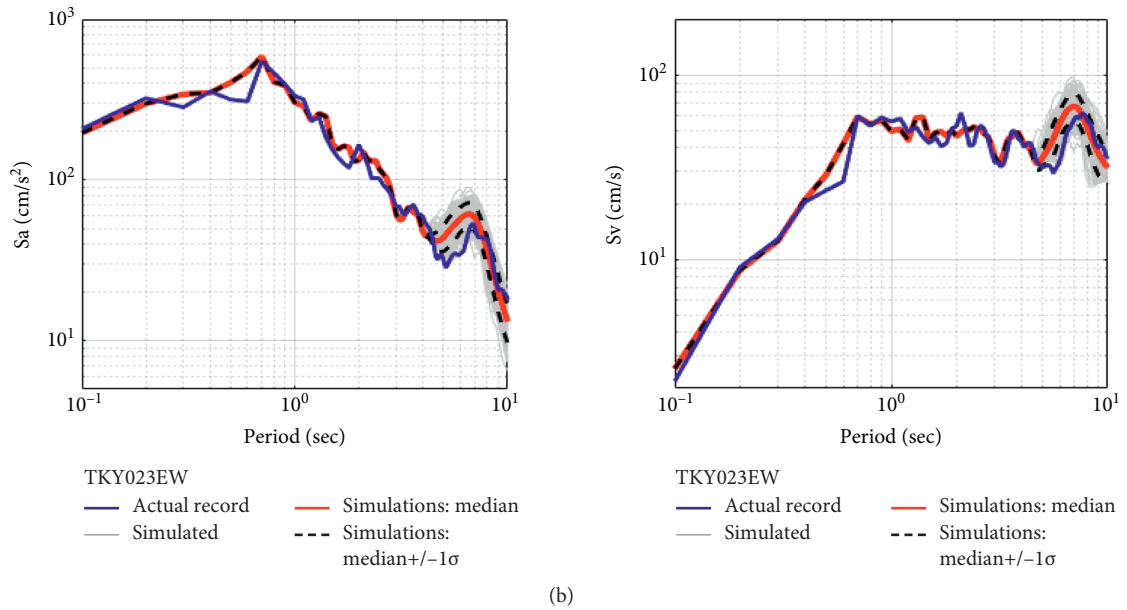 10³
10²
10¹
Sa (cm/s²)
10⁻¹ 10⁰ 10¹
Period (sec)
TKY023EW
Actual record
Simulated
Simulations: median
Simulations:
median+/–1σ
10²
10¹
Sv (cm/s)
10⁻¹ 10⁰ 10¹
Period (sec)
TKY023EW
Actual record
Simulated
Simulations: median
Simulations:
median+/–1σ
(b)